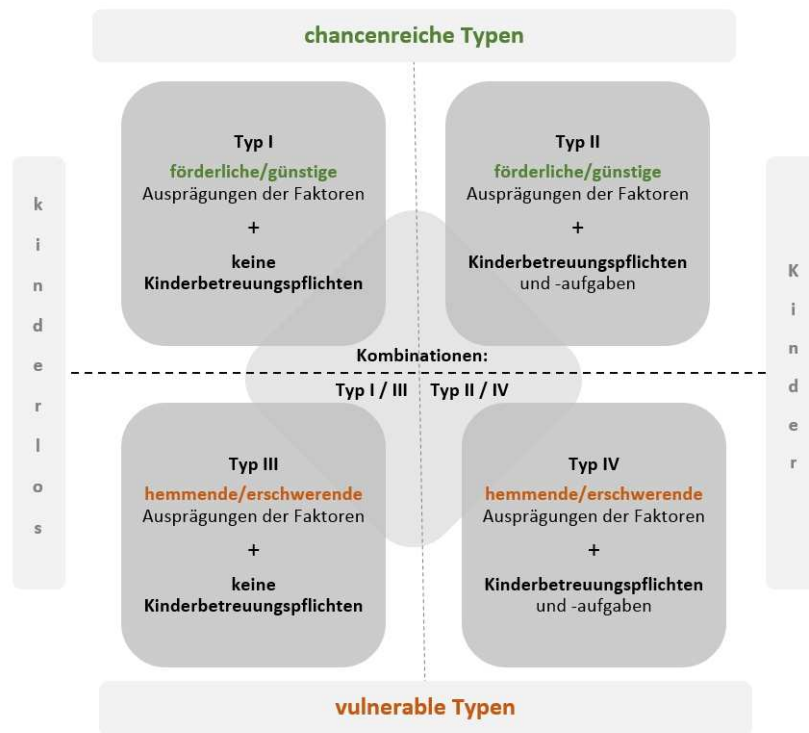 chancenreiche Typen
Typ I
förderliche/günstige
Ausprägungen der Faktoren
+
keine
Kinderbetreuungspflichten
Typ II
förderliche/günstige
Ausprägungen der Faktoren
+
Kinderbetreuungspflichten
und -aufgaben
kinderlos
Kinder
Kombinationen:
Typ I / III
Typ II / IV
Typ III
hemmende/erschwerende
Ausprägungen der Faktoren
+
keine
Kinderbetreuungspflichten
Typ IV
hemmende/erschwerende
Ausprägungen der Faktoren
+
Kinderbetreuungspflichten
und -aufgaben
vulnerable Typen